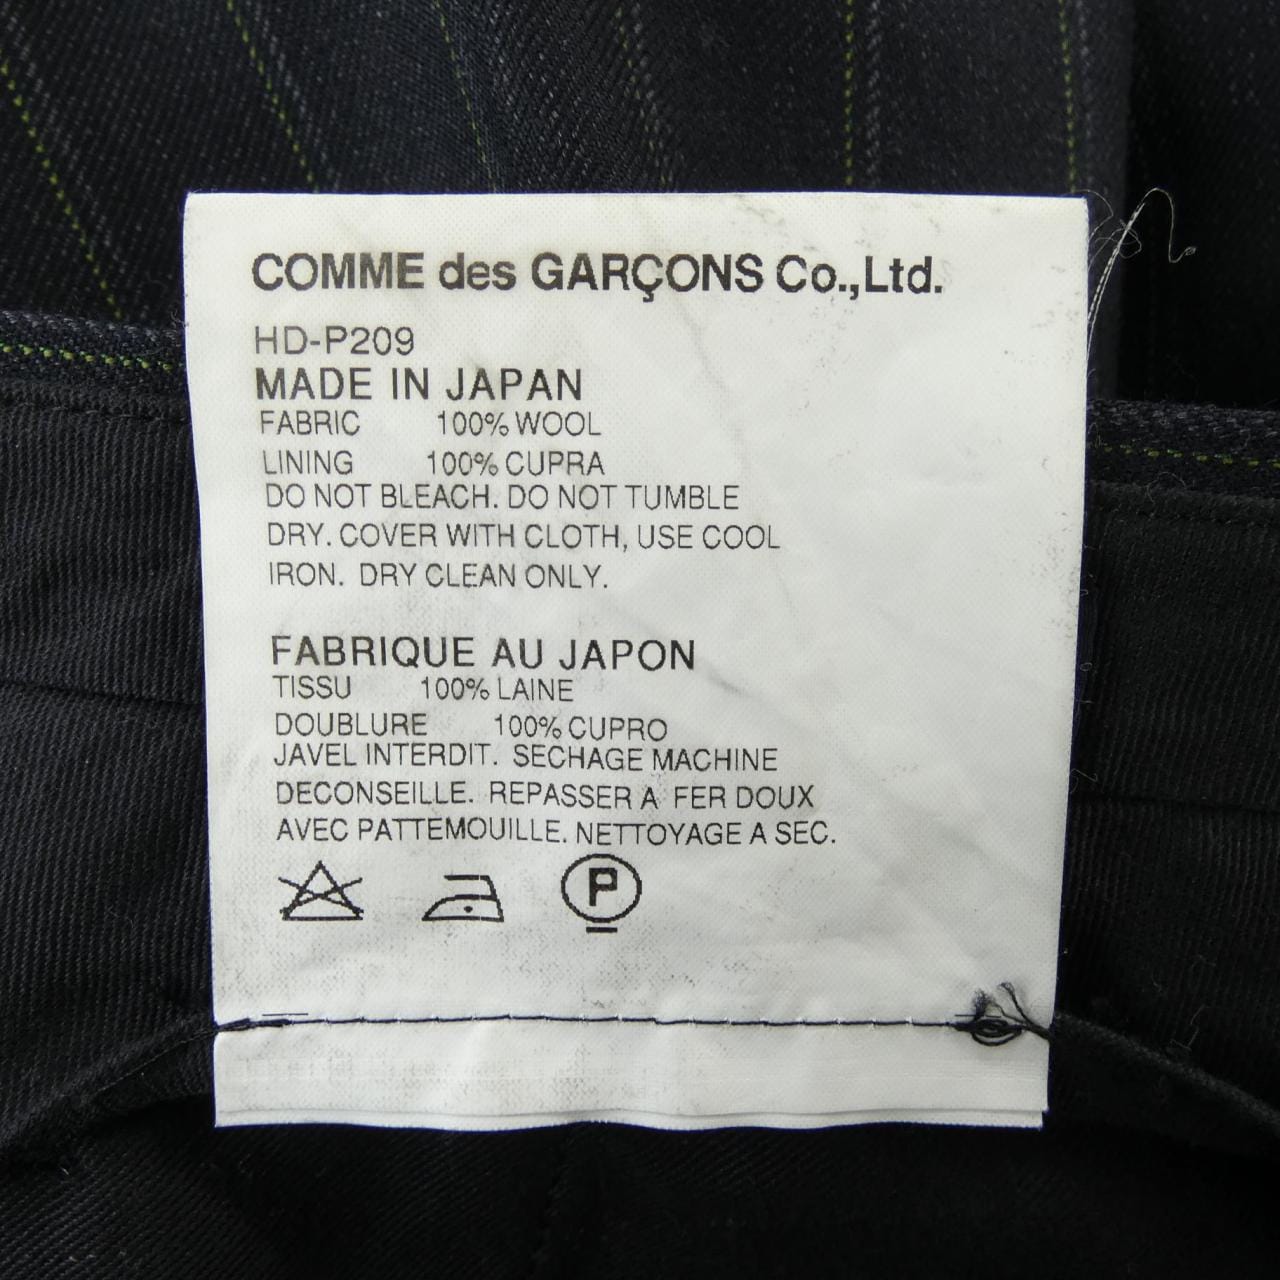 COMME des GARÇONS Co.,Ltd.
HD-P209
MADE IN JAPAN
FABRIC 100% WOOL
LINING 100% CUPRA
DO NOT BLEACH. DO NOT TUMBLE
DRY. COVER WITH CLOTH, USE COOL
IRON. DRY CLEAN ONLY.
FABRIQUE AU JAPON
TISSU 100% LAINE
DOUBLURE 100% CUPRO
JAVEL INTERDIT. SECHAGE MACHINE
DECONSEILLE. REPASSER A FER DOUX
AVEC PATTEMOUILLE. NETTOYAGE A SEC.
P